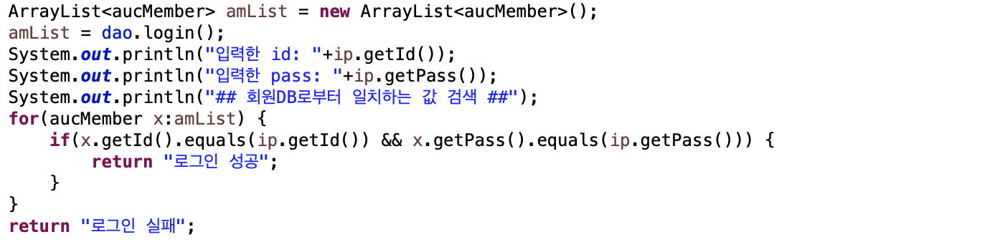 ArrayList<aucMember> amList = new ArrayList<aucMember>();
amList = dao.login();
System.out.println("입력한 id: "+ip.getId());
System.out.println("입력한 pass: "+ip.getPass());
System.out.println("## 회원DB로부터 일치하는 값 검색 ##");
for(aucMember x:amList) {
    if(x.getId().equals(ip.getId()) && x.getPass().equals(ip.getPass())) {
        return "로그인 성공";
    }
}
return "로그인 실패";